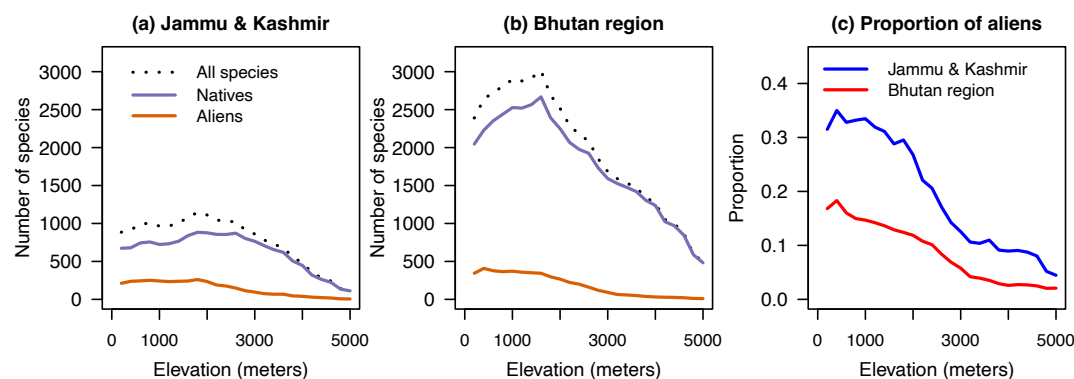 (a) Jammu & Kashmir
Number of species
3000
2500
2000
1500
1000
500
0
All species
Natives
Aliens
0 1000 3000 5000
Elevation (meters)
(b) Bhutan region
Number of species
3000
2500
2000
1500
1000
500
0
0 1000 3000 5000
Elevation (meters)
(c) Proportion of aliens
Proportion
0.4
0.3
0.2
0.1
0.0
Jammu & Kashmir
Bhutan region
0 1000 3000 5000
Elevation (meters)